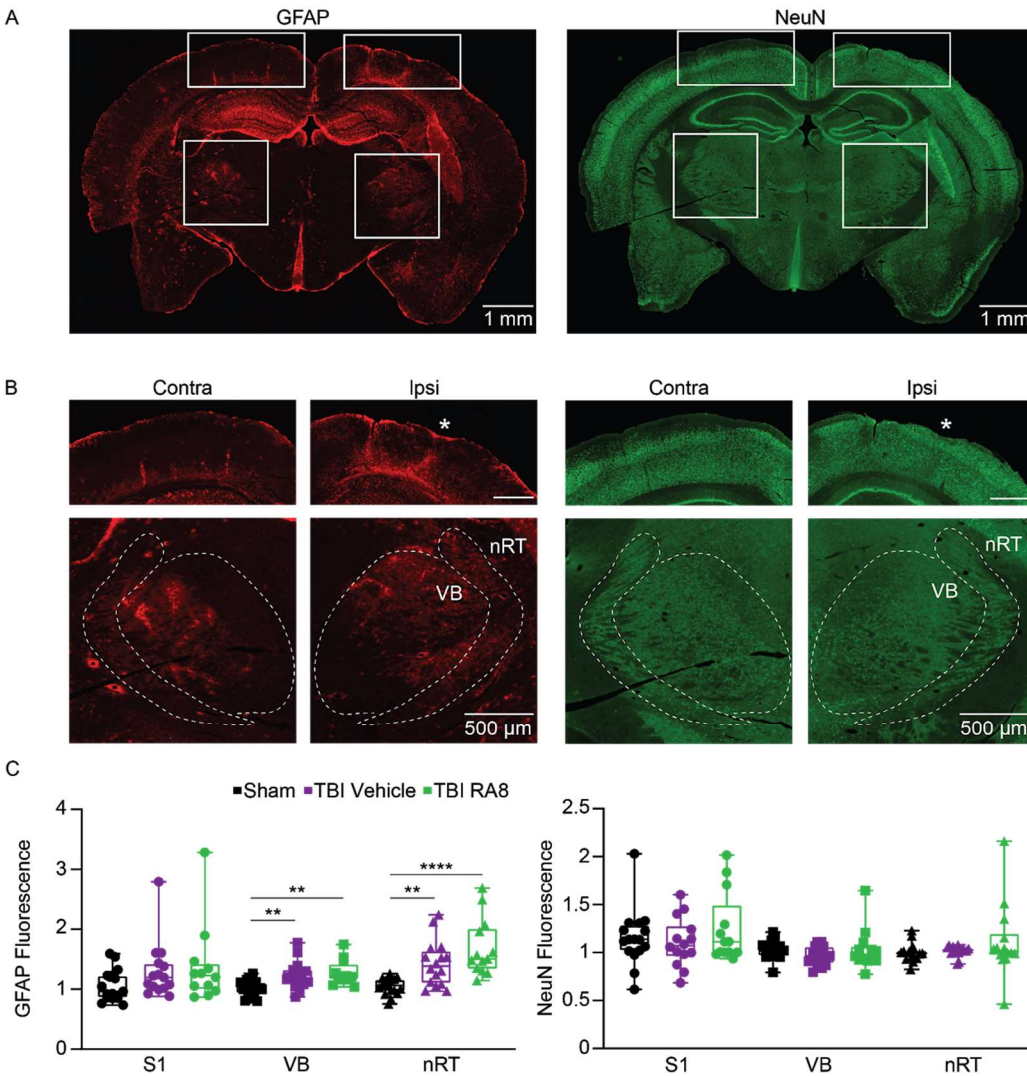 A
GFAP
NeuN
1 mm
1 mm
B
Contra
Ipsi
Contra
Ipsi
*
*
nRT
VB
nRT
VB
500 µm
500 µm
C
Sham TBI Vehicle TBI RA8
GFAP Fluorescence
4
3
2
1
0
**
**
****
**
S1
VB
nRT
NeuN Fluorescence
2.5
2
1.5
1
0.5
0
S1
VB
nRT